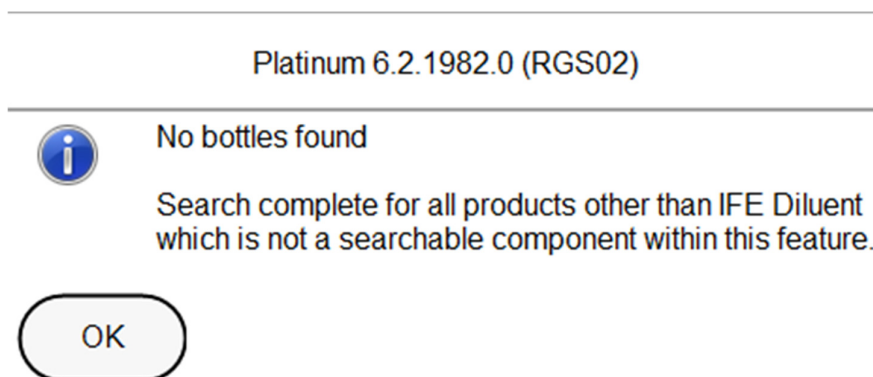 Platinum 6.2.1982.0 (RGS02)
No bottles found
Search complete for all products other than IFE Diluent
which is not a searchable component within this feature.
OK